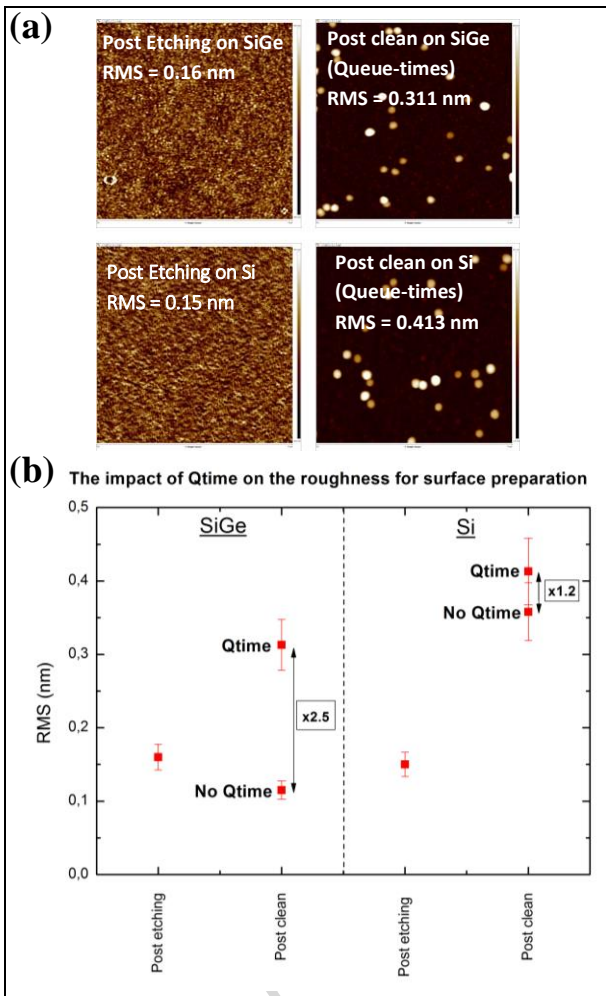 (a)
Post Etching on SiGe
RMS = 0.16 nm
Post clean on SiGe
(Queue-times)
RMS = 0.311 nm
Post Etching on Si
RMS = 0.15 nm
Post clean on Si
(Queue-times)
RMS = 0.413 nm
(b)
The impact of Qtime on the roughness for surface preparation
0,5
0,4
0,3
0,2
0,1
0,0
RMS (nm)
SiGe
Qtime
x2.5
No Qtime
Si
Qtime
x1.2
No Qtime
Post etching
Post clean
Post etching
Post clean